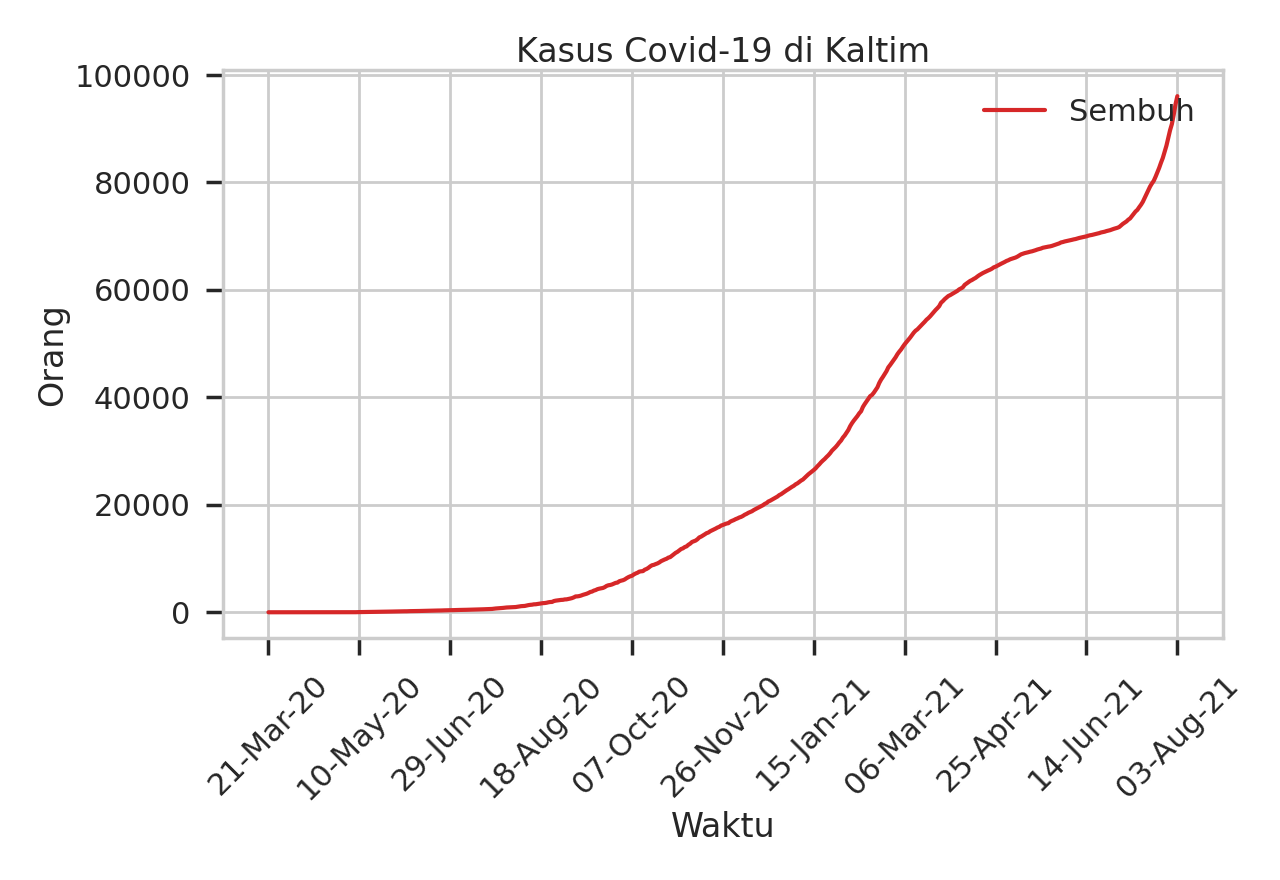 Kasus Covid-19 di Kaltim
Sembuh
Orang
100000
80000
60000
40000
20000
0
21-Mar-20
10-May-20
29-Jun-20
18-Aug-20
07-Oct-20
26-Nov-20
15-Jan-21
06-Mar-21
25-Apr-21
14-Jun-21
03-Aug-21
Waktu